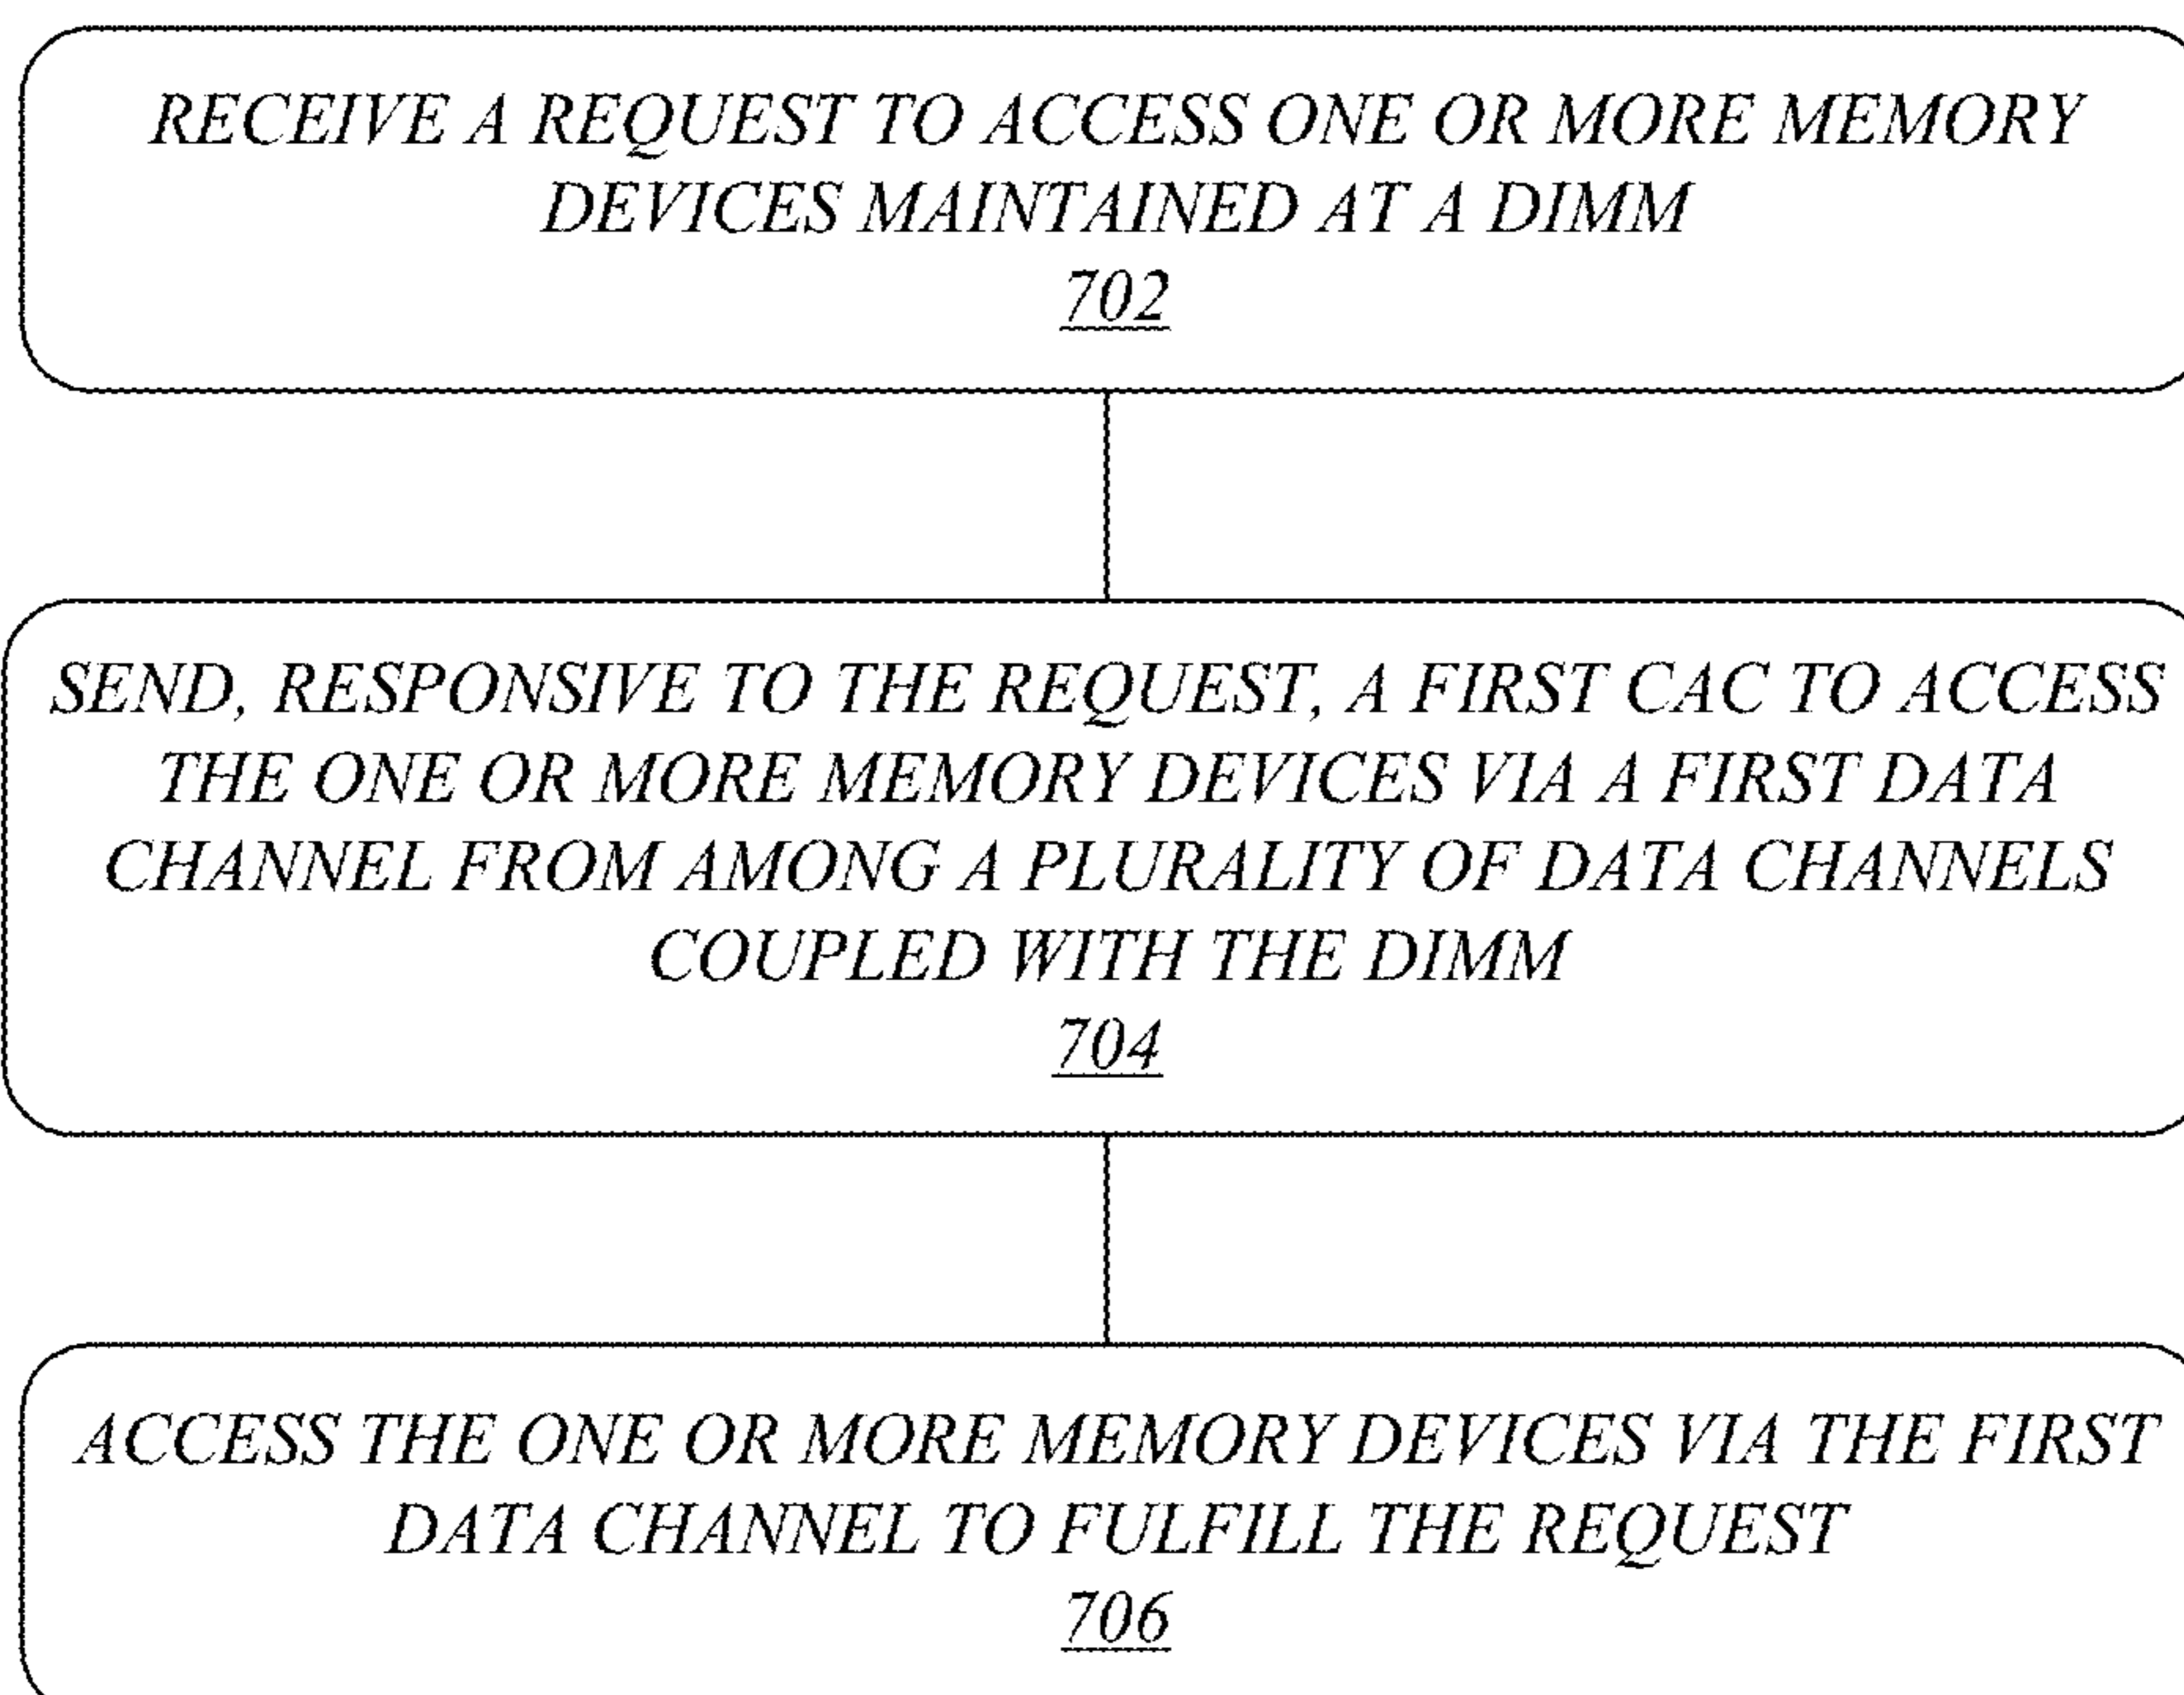 RECEIVE A REQUEST TO ACCESS ONE OR MORE MEMORY
DEVICES MAINTAINED AT A DIMM
702
SEND, RESPONSIVE TO THE REQUEST, A FIRST CAC TO ACCESS
THE ONE OR MORE MEMORY DEVICES VIA A FIRST DATA
CHANNEL FROM AMONG A PLURALITY OF DATA CHANNELS
COUPLED WITH THE DIMM
704
ACCESS THE ONE OR MORE MEMORY DEVICES VIA THE FIRST
DATA CHANNEL TO FULFILL THE REQUEST
706